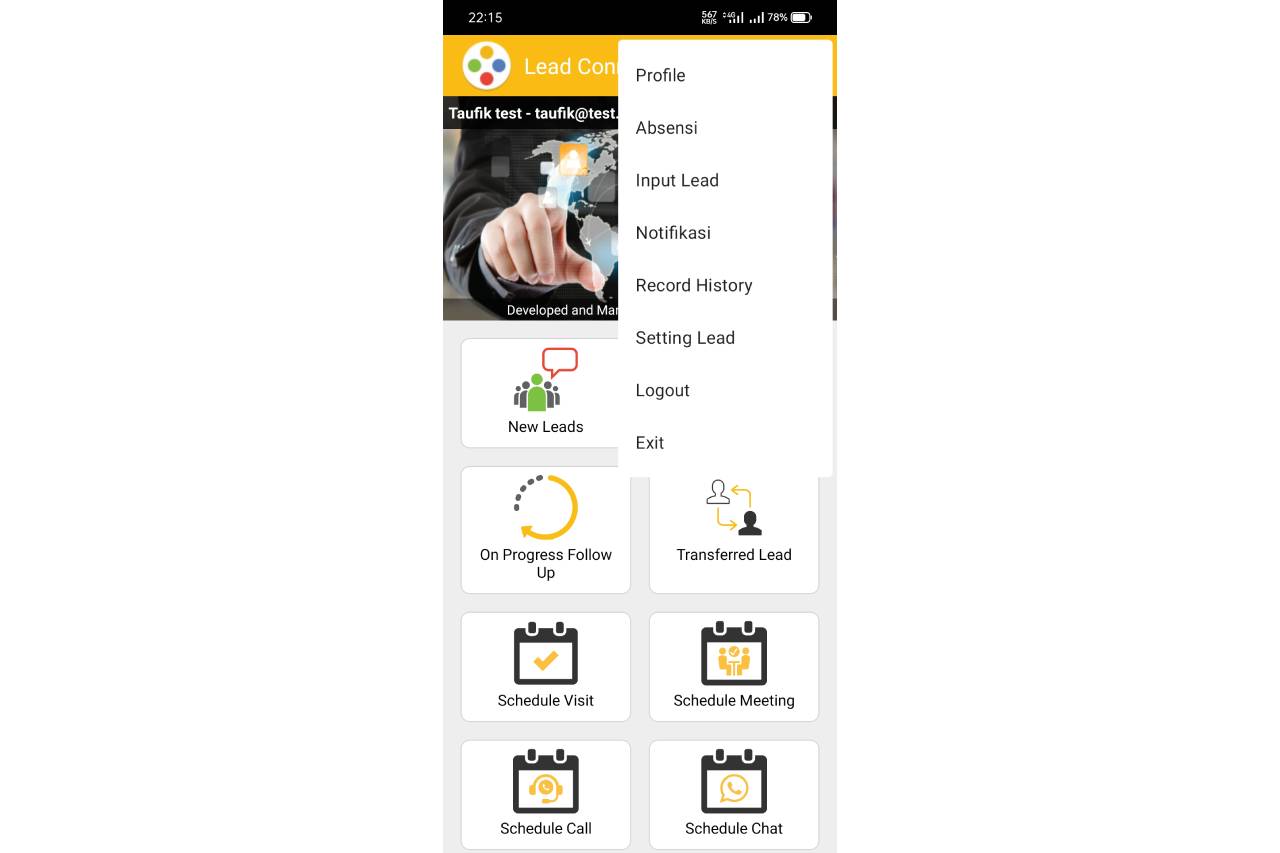 22:15
567
KB/S
4G
78%
Lead Con
Profile
Taufik test - taufik@test.
Absensi
Input Lead
Notifikasi
Record History
Developed and
Setting Lead
Logout
New Leads
Exit
On Progress Follow
Up
Transferred Lead
Schedule Visit
Schedule Meeting
Schedule Call
Schedule Chat